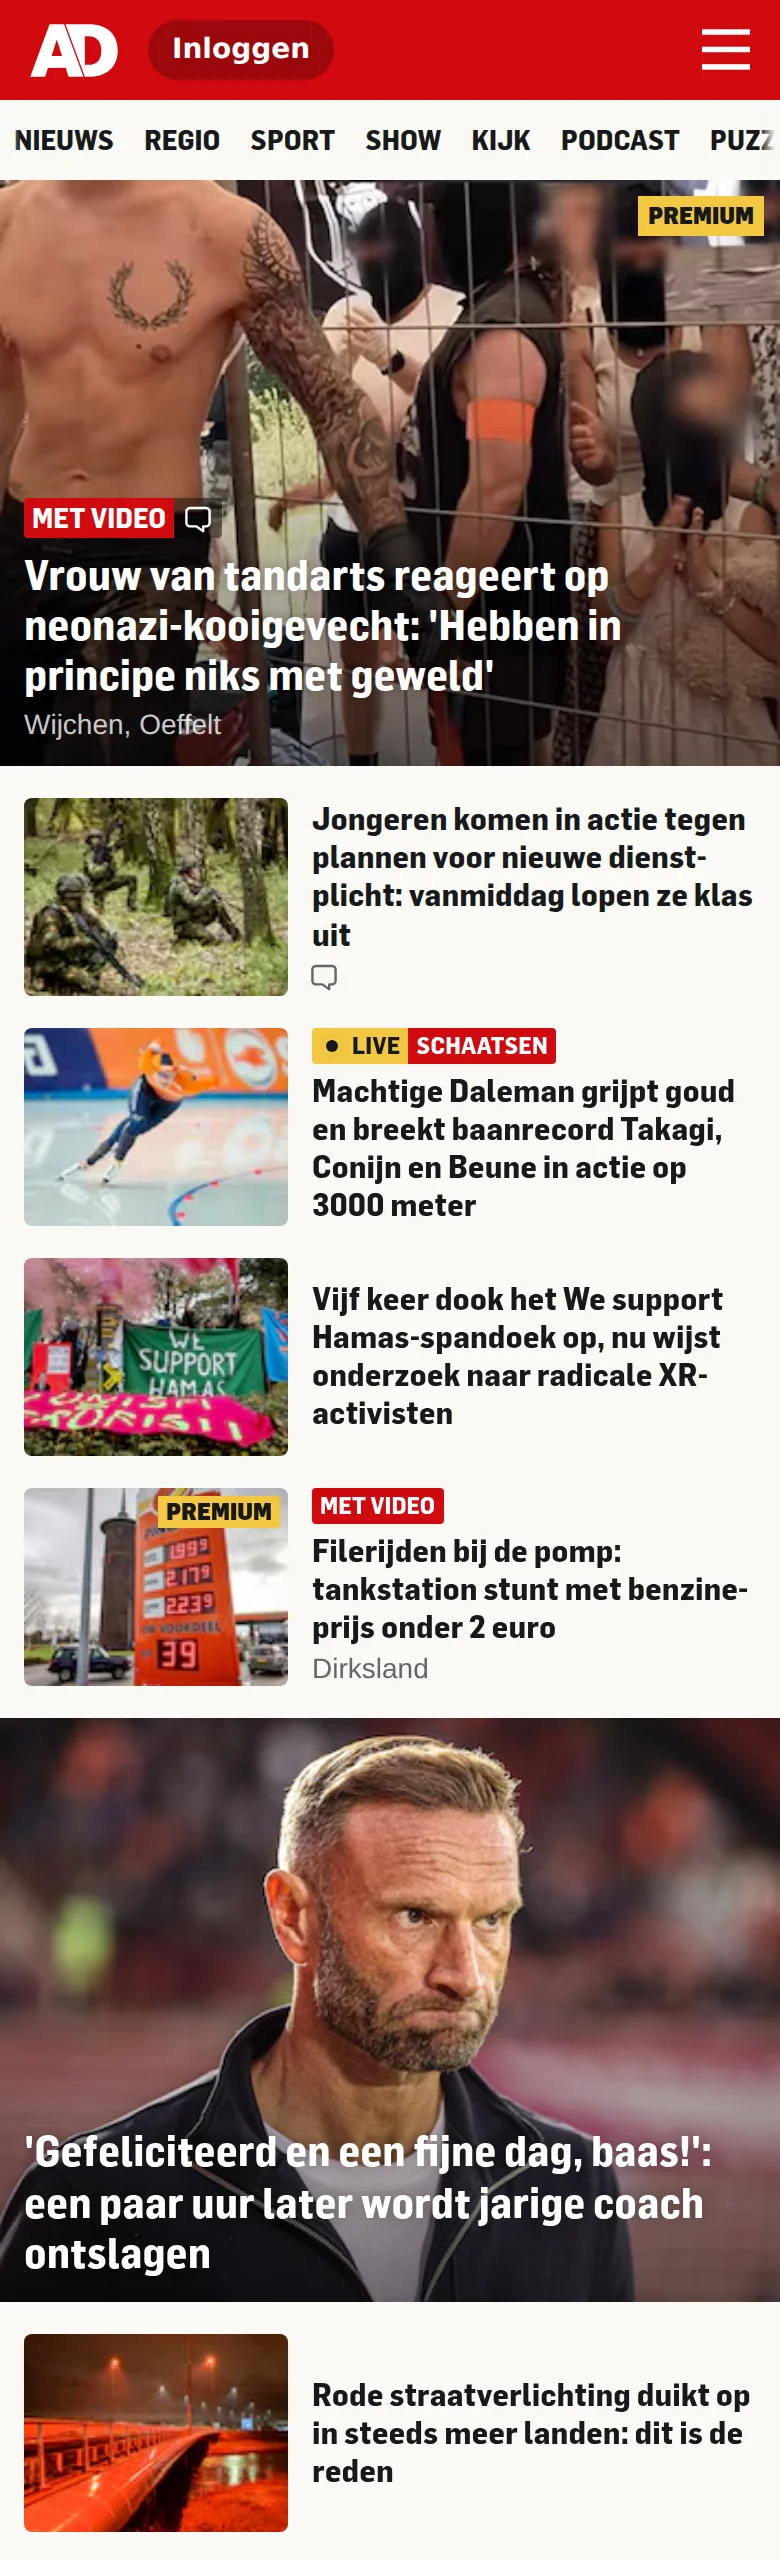 AD
Inloggen
NIEUWS REGIO SPORT SHOW KIJK PODCAST PUZZ
PREMIUM
MET VIDEO
Vrouw van tandarts reageert op
neonazi-kooigevecht: 'Hebben in
principe niks met geweld'
Wijchen, Oeffelt
Jongeren komen in actie tegen
plannen voor nieuwe dienst-
plicht: vanmiddag lopen ze klas
uit
LIVE SCHAATSEN
Machtige Daleman grijpt goud
en breekt baanrecord Takagi,
Conijn en Beune in actie op
3000 meter
WE
SUPPORT
HAMAS
Vijf keer dook het We support
Hamas-spandoek op, nu wijst
onderzoek naar radicale XR-
activisten
PREMIUM
1999
2179
2239
VOORDEEL
39
MET VIDEO
Filerijden bij de pomp:
tankstation stunt met benzine-
prijs onder 2 euro
Dirksland
'Gefeliciteerd en een fijne dag, baas!':
een paar uur later wordt jarige coach
ontslagen
Rode straatverlichting duikt op
in steeds meer landen: dit is de
reden